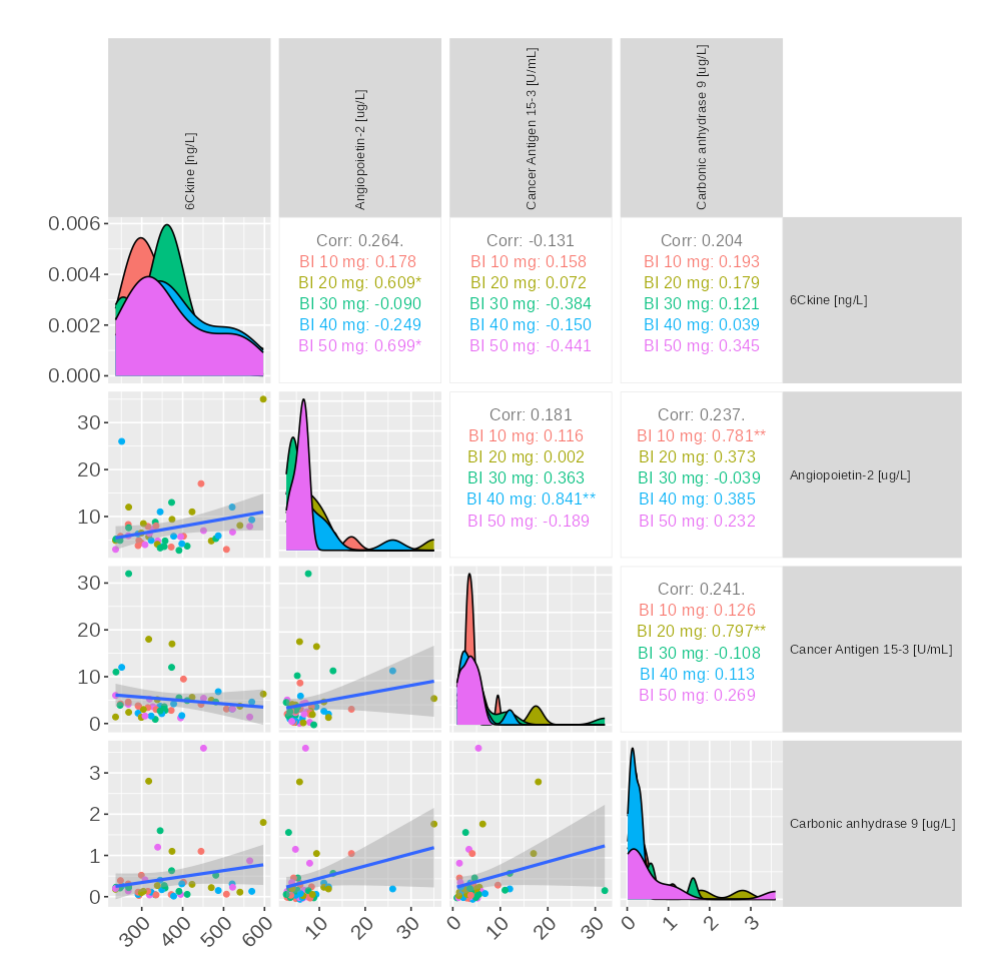 6Ckine [ng/L]
Angiopoietin-2 [ug/L]
Cancer Antigen 15-3 [U/mL]
Carbonic anhydrase 9 [ug/L]
0.006
0.004
0.002
0.000
Corr: 0.264.
BI 10 mg: 0.178
BI 20 mg: 0.609*
BI 30 mg: -0.090
BI 40 mg: -0.249
BI 50 mg: 0.699*
Corr: -0.131
BI 10 mg: 0.158
BI 20 mg: 0.072
BI 30 mg: -0.384
BI 40 mg: -0.150
BI 50 mg: -0.441
Corr: 0.204
BI 10 mg: 0.193
BI 20 mg: 0.179
BI 30 mg: 0.121
BI 40 mg: 0.039
BI 50 mg: 0.345
6Ckine [ng/L]
30
20
10
Corr: 0.181
BI 10 mg: 0.116
BI 20 mg: 0.002
BI 30 mg: 0.363
BI 40 mg: 0.841**
BI 50 mg: -0.189
Corr: 0.237.
BI 10 mg: 0.781**
BI 20 mg: 0.373
BI 30 mg: -0.039
BI 40 mg: 0.385
BI 50 mg: 0.232
Angiopoietin-2 [ug/L]
30
20
10
0
Corr: 0.241.
BI 10 mg: 0.126
BI 20 mg: 0.797**
BI 30 mg: -0.108
BI 40 mg: 0.113
BI 50 mg: 0.269
Cancer Antigen 15-3 [U/mL]
3
2
1
0
Carbonic anhydrase 9 [ug/L]
300 400 500 600
10 20 30
0 10 20 30
0 1 2 3